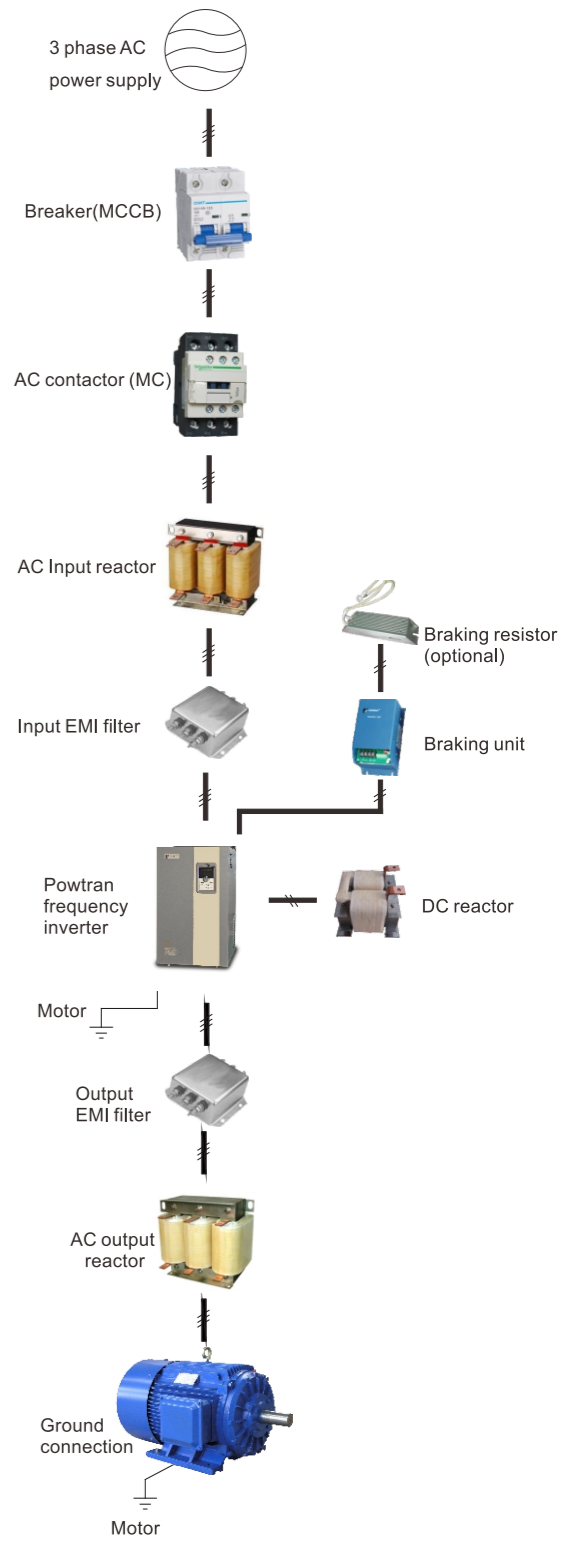 3 phase AC
power supply
Breaker(MCCB)
AC contactor (MC)
AC Input reactor
Braking resistor
(optional)
Input EMI filter
Braking unit
Powtran
frequency
inverter
DC reactor
Motor
Output
EMI filter
AC output
reactor
Ground
connection
Motor